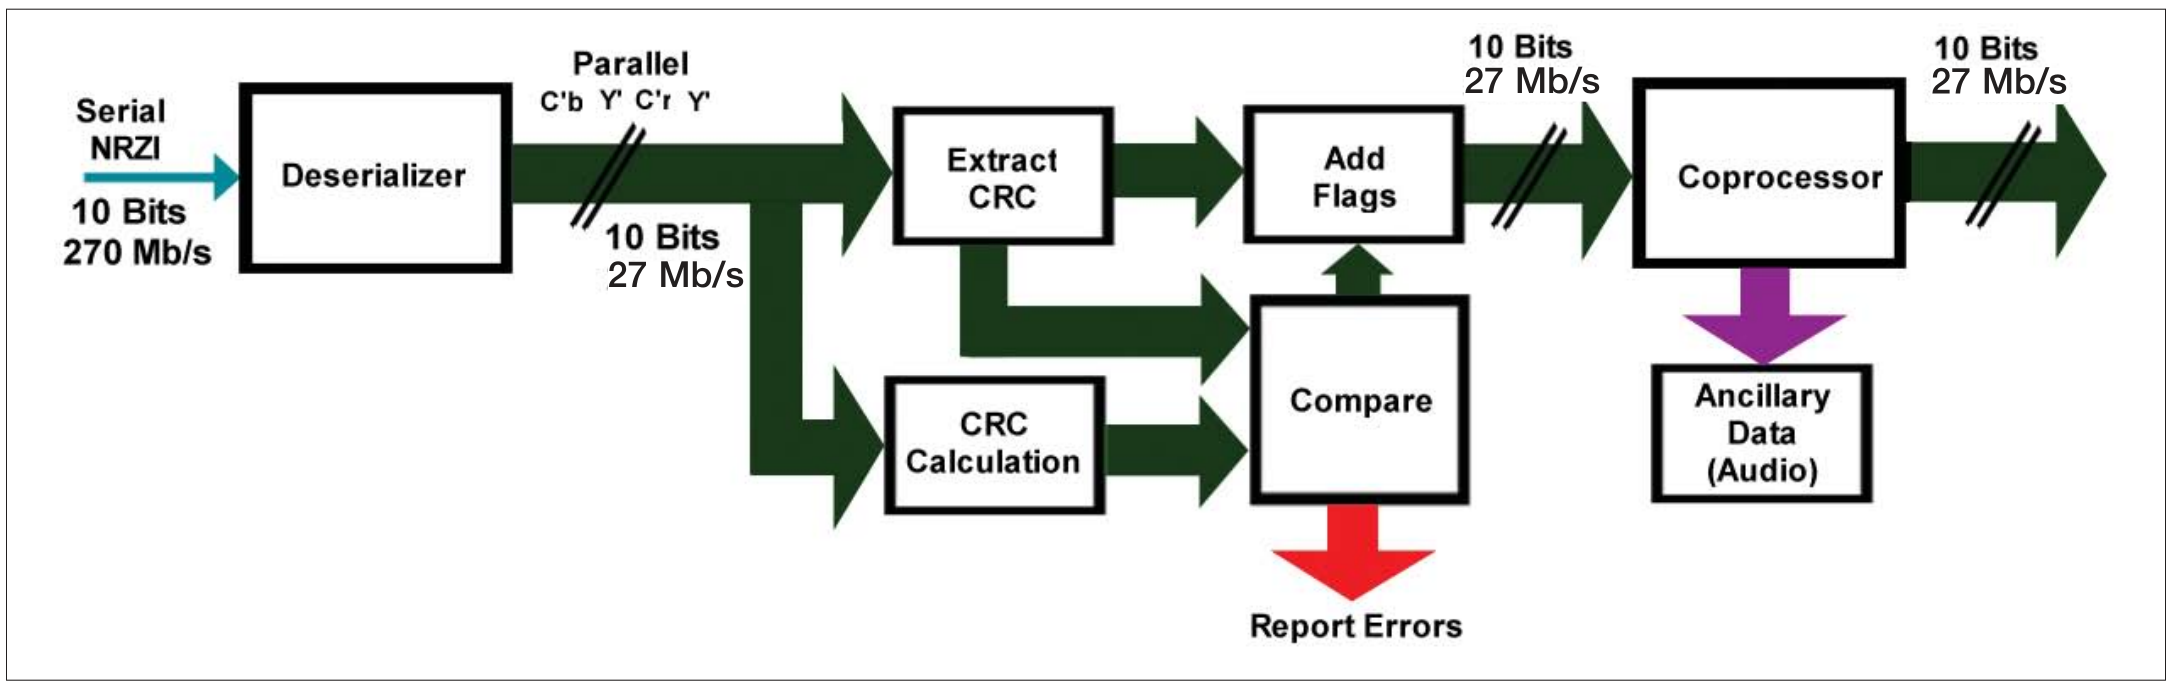 Serial
NRZI
10 Bits
270 Mb/s
Deserializer
Parallel
C'b Y' C'r Y'
10 Bits
27 Mb/s
Extract
CRC
CRC
Calculation
Add
Flags
Compare
Report Errors
10 Bits
27 Mb/s
Coprocessor
Ancillary
Data
(Audio)
10 Bits
27 Mb/s